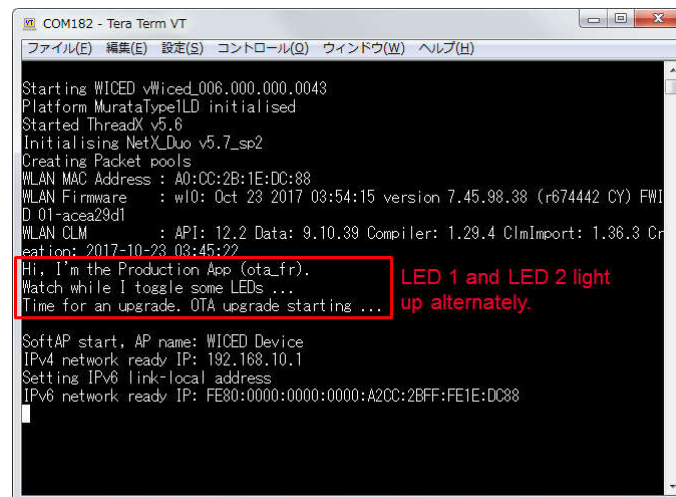 COM182 - Tera Term VT
ファイル(F) 編集(E) 設定(S) コントロール(O) ウィンドウ(W) ヘルプ(H)
Starting WICED vWiced_006.000.000.0043
Platform MurataType1LD initialised
Started ThreadX v5.6
Initialising NetX_Duo v5.7_sp2
Creating Packet pools
WLAN MAC Address : A0:CC:2B:1E:DC:88
WLAN Firmware    : wl0: Oct 23 2017 03:54:15 version 7.45.98.38 (r674442 CY) FWI
D 01-acea29d1
WLAN CLM         : API: 12.2 Data: 9.10.39 Compiler: 1.29.4 ClmImport: 1.36.3 Cr
eation: 2017-10-23 03:45:22
Hi, I'm the Production App (ota_fr).
Watch while I toggle some LEDs ...
Time for an upgrade. OTA upgrade starting ...
LED 1 and LED 2 light
up alternately.
SoftAP start, AP name: WICED Device
IPv4 network ready IP: 192.168.10.1
Setting IPv6 link-local address
IPv6 network ready IP: FE80:0000:0000:0000:A2CC:2BFF:FE1E:DC88